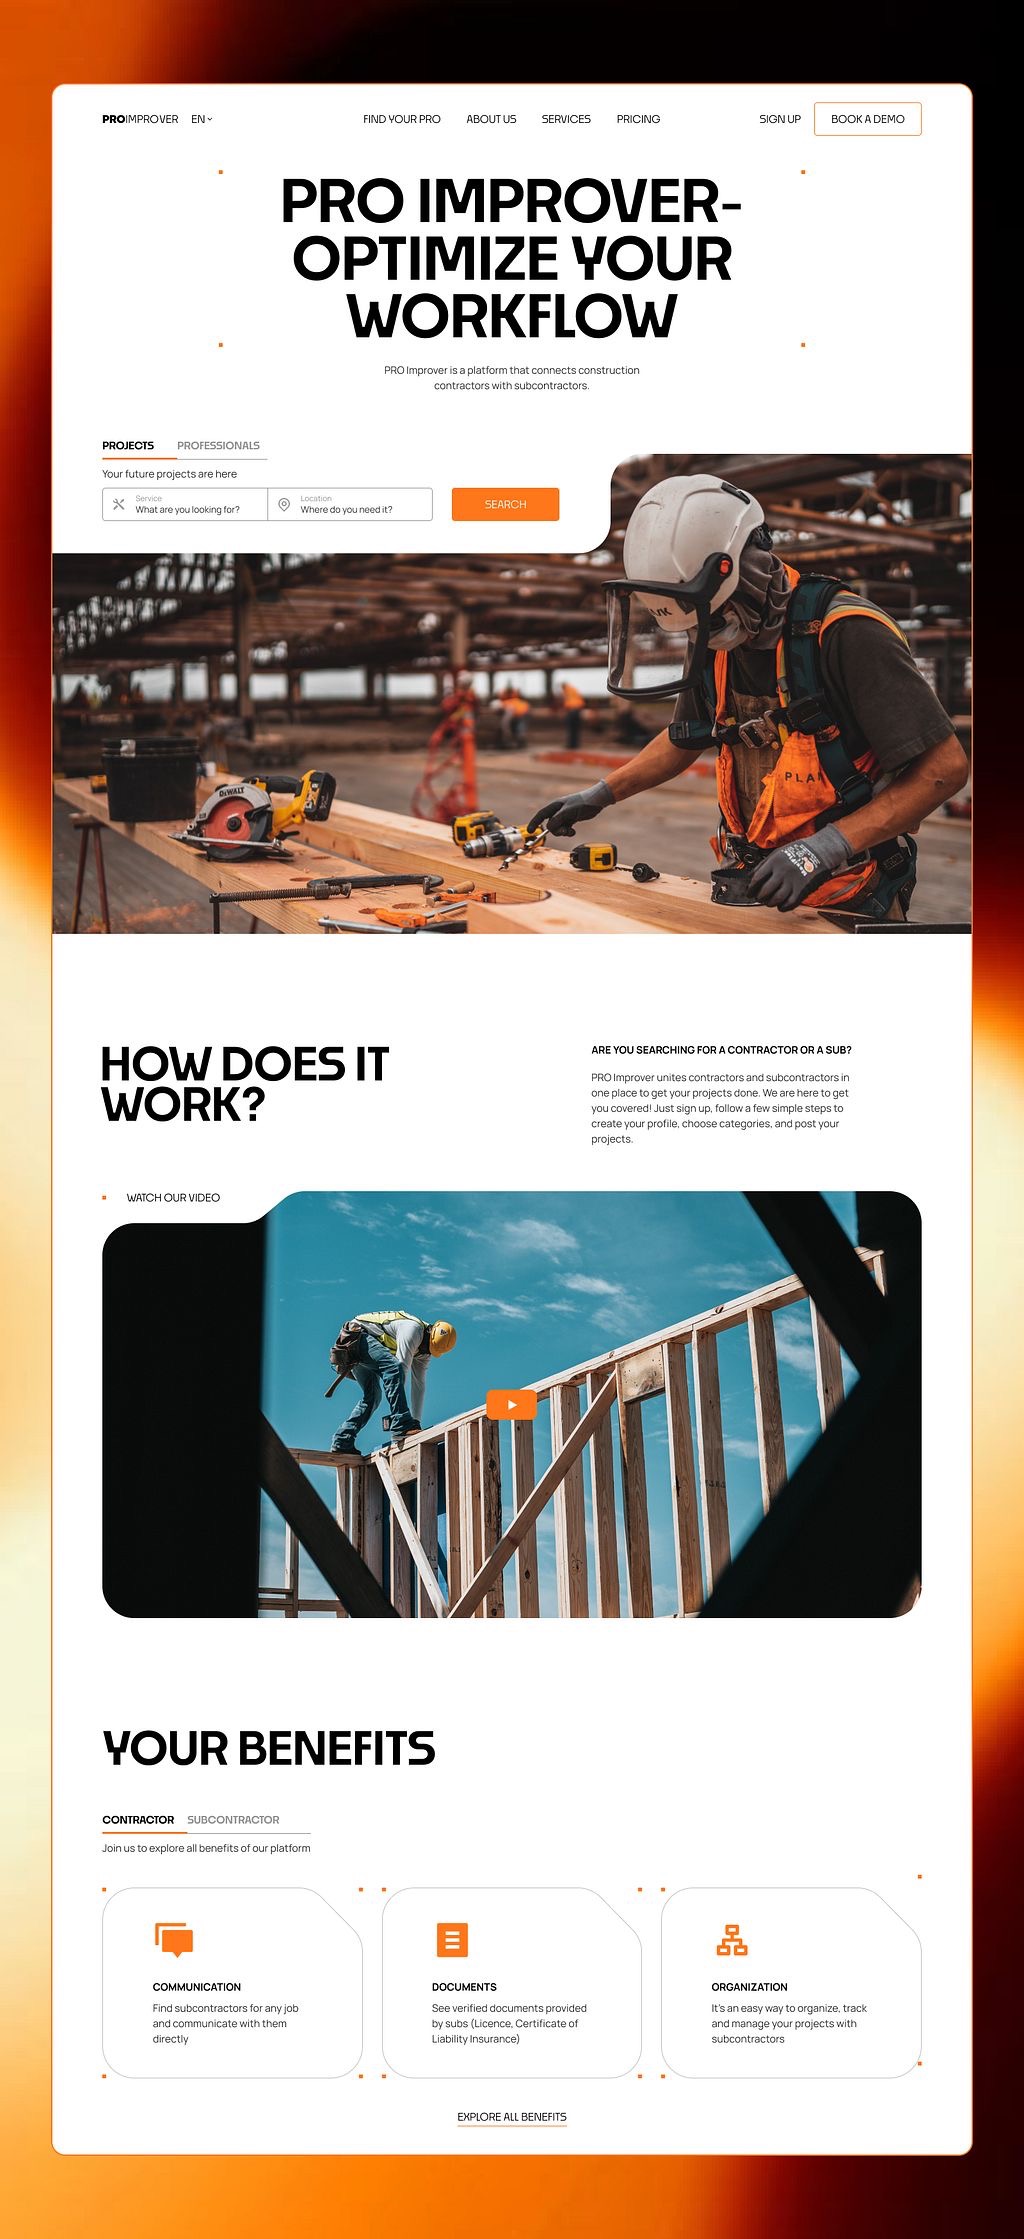 PROIMPROVER EN FIND YOUR PRO ABOUT US SERVICES PRICING SIGN UP BOOK A DEMO
PRO IMPROVER-
OPTIMIZE YOUR
WORKFLOW
PRO Improver is a platform that connects construction
contractors with subcontractors.
PROJECTS PROFESSIONALS
Your future projects are here
Service
What are you looking for?
Location
Where do you need it?
SEARCH
PLAN
DEWALT
HOW DOES IT
WORK?
ARE YOU SEARCHING FOR A CONTRACTOR OR A SUB?
PRO Improver unites contractors and subcontractors in
one place to get your projects done. We are here to get
you covered! Just sign up, follow a few simple steps to
create your profile, choose categories, and post your
projects.
WATCH OUR VIDEO
YOUR BENEFITS
CONTRACTOR SUBCONTRACTOR
Join us to explore all benefits of our platform
COMMUNICATION
Find subcontractors for any job
and communicate with them
directly
DOCUMENTS
See verified documents provided
by subs (Licence, Certificate of
Liability Insurance)
ORGANIZATION
It's an easy way to organize, track
and manage your projects with
subcontractors
EXPLORE ALL BENEFITS